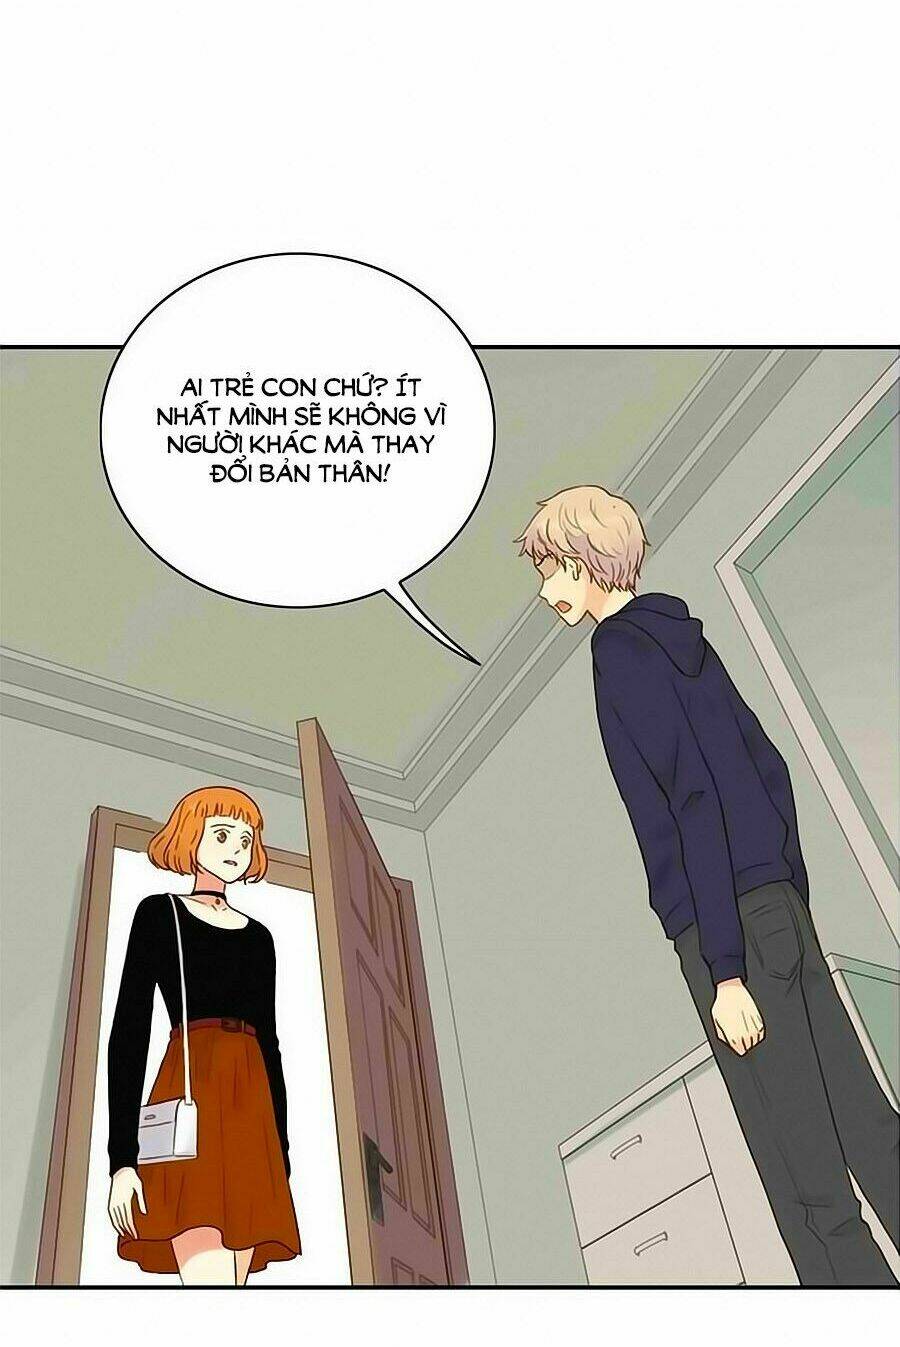 AI TRẺ CON CHỨ? ÍT
NHẤT MÌNH SẼ KHÔNG VÌ
NGƯỜI KHÁC MÀ THAY
ĐỔI BẢN THÂN!